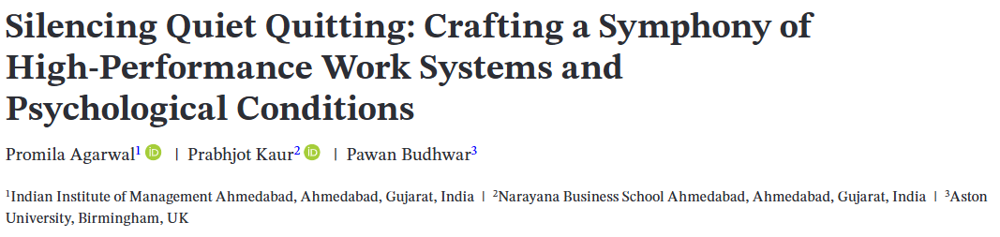 Silencing Quiet Quitting: Crafting a Symphony of
High-Performance Work Systems and
Psychological Conditions
Promila Agarwal1 iD | Prabhjot Kaur2 iD | Pawan Budhwar3
1Indian Institute of Management Ahmedabad, Ahmedabad, Gujarat, India | 2Narayana Business School Ahmedabad, Ahmedabad, Gujarat, India | 3Aston
University, Birmingham, UK